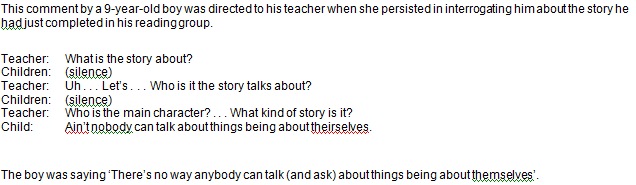 This comment by a 9-year-old boy was directed to his teacher when she persisted in interrogating him about the story he
had just completed in his reading group.
Teacher: What is the story about?
Children: (silence)
Teacher: Uh . . . Let's . . . Who is it the story talks about?
Children: (silence)
Teacher: Who is the main character? . . . What kind of story is it?
Child: Ain't nobody can talk about things being about theirselves.
The boy was saying 'There's no way anybody can talk (and ask) about things being about themselves'.